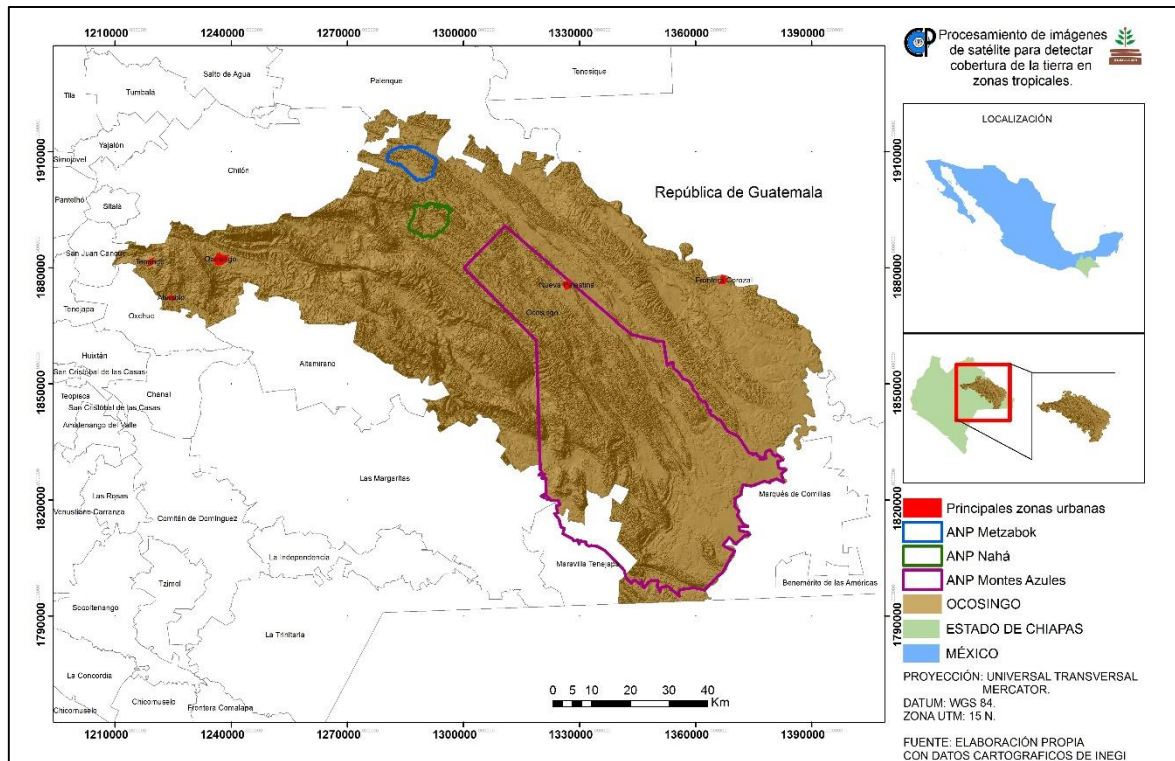 1210000 1240000 1270000 1300000 1330000 1360000 1390000
Salto de Agua
Palenque
Tenosique
Tila
Tumbalá
Yajalón
Simojovel
Chilón
República de Guatemala
Pantelhó
Sitalá
Ocosingo
Frontera Corozal
Nueva Palestina
Ocosingo
Tenejapa
Oxchuc
Huixtán
San Cristobal de las Casas
Altamirano
Teopisca
Chanal
San Cristobal de las Casas
Amatenango del Valle
Las Margaritas
Marqués de Comillas
Las Rosas
Venustiano Carranza
Comitán de Domínguez
La Independencia
Maravilla Tenejapa
Benemérito de las Américas
Tzimol
Socoltenango
La Trinitaria
La Concordia
Chicomuselo
Chicomuselo
Frontera Comalapa
1910000
1880000
1850000
1820000
1790000
1910000
1880000
1850000
1820000
1790000
0 5 10 20 30 40
Km
1210000 1240000 1270000 1300000 1330000 1360000 1390000
CP
Procesamiento de imágenes
de satélite para detectar
cobertura de la tierra en
zonas tropicales.
LOCALIZACIÓN
Principales zonas urbanas
ANP Metzabok
ANP Nahá
ANP Montes Azules
OCOSINGO
ESTADO DE CHIAPAS
MÉXICO
PROYECCIÓN: UNIVERSAL TRANSVERSAL
MERCATOR.
DATUM: WGS 84.
ZONA UTM: 15 N.
FUENTE: ELABORACIÓN PROPIA
CON DATOS CARTOGRAFICOS DE INEGI